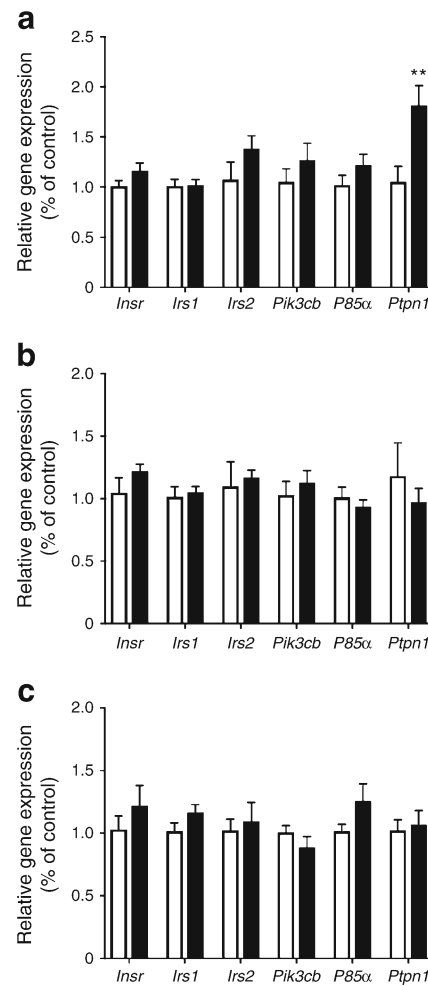 a
Relative gene expression
(% of control)
2.5
2.0
1.5
1.0
0.5
0
**
Insr Irs1 Irs2 Pik3cb P85α Ptpn1
b
Relative gene expression
(% of control)
2.0
1.5
1.0
0.5
0
Insr Irs1 Irs2 Pik3cb P85α Ptpn1
c
Relative gene expression
(% of control)
2.0
1.5
1.0
0.5
0
Insr Irs1 Irs2 Pik3cb P85α Ptpn1